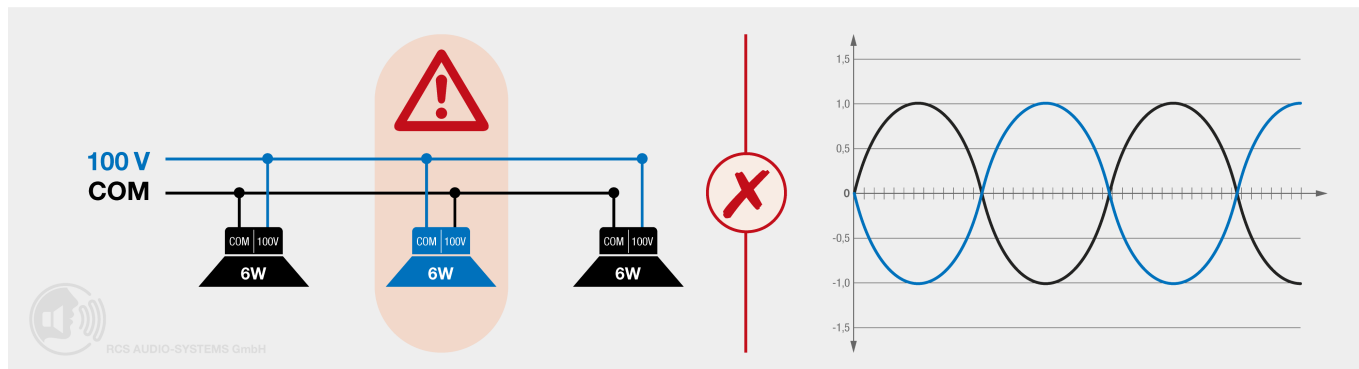 100 V
COM
COM 100V
6W
COM 100V
6W
COM 100V
6W
RCS AUDIO-SYSTEMS GmbH
1,5
1,0
0,5
0
-0,5
-1,0
-1,5